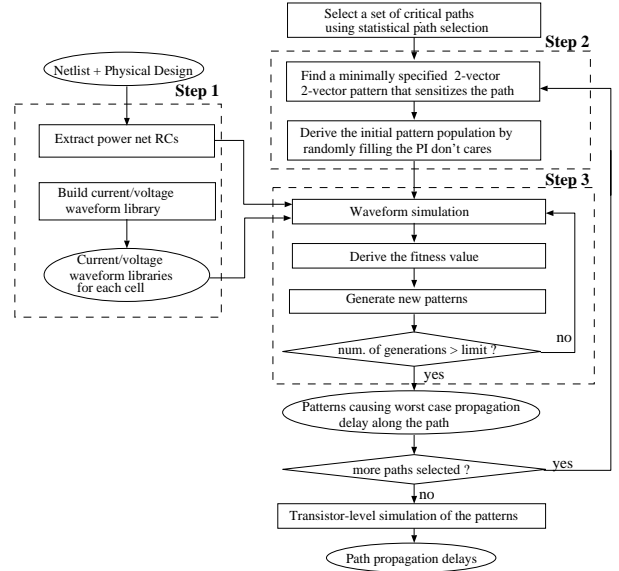 Select a set of critical paths
using statistical path selection
Step 2
Netlist + Physical Design
Step 1
Find a minimally specified 2-vector
2-vector pattern that sensitizes the path
Extract power net RCs
Derive the initial pattern population by
randomly filling the PI don't cares
Step 3
Build current/voltage
waveform library
Waveform simulation
Current/voltage
waveform libraries
for each cell
Derive the fitness value
Generate new patterns
no
num. of generations > limit ?
yes
Patterns causing worst case propagation
delay along the path
more paths selected ?
yes
no
Transistor-level simulation of the patterns
Path propagation delays